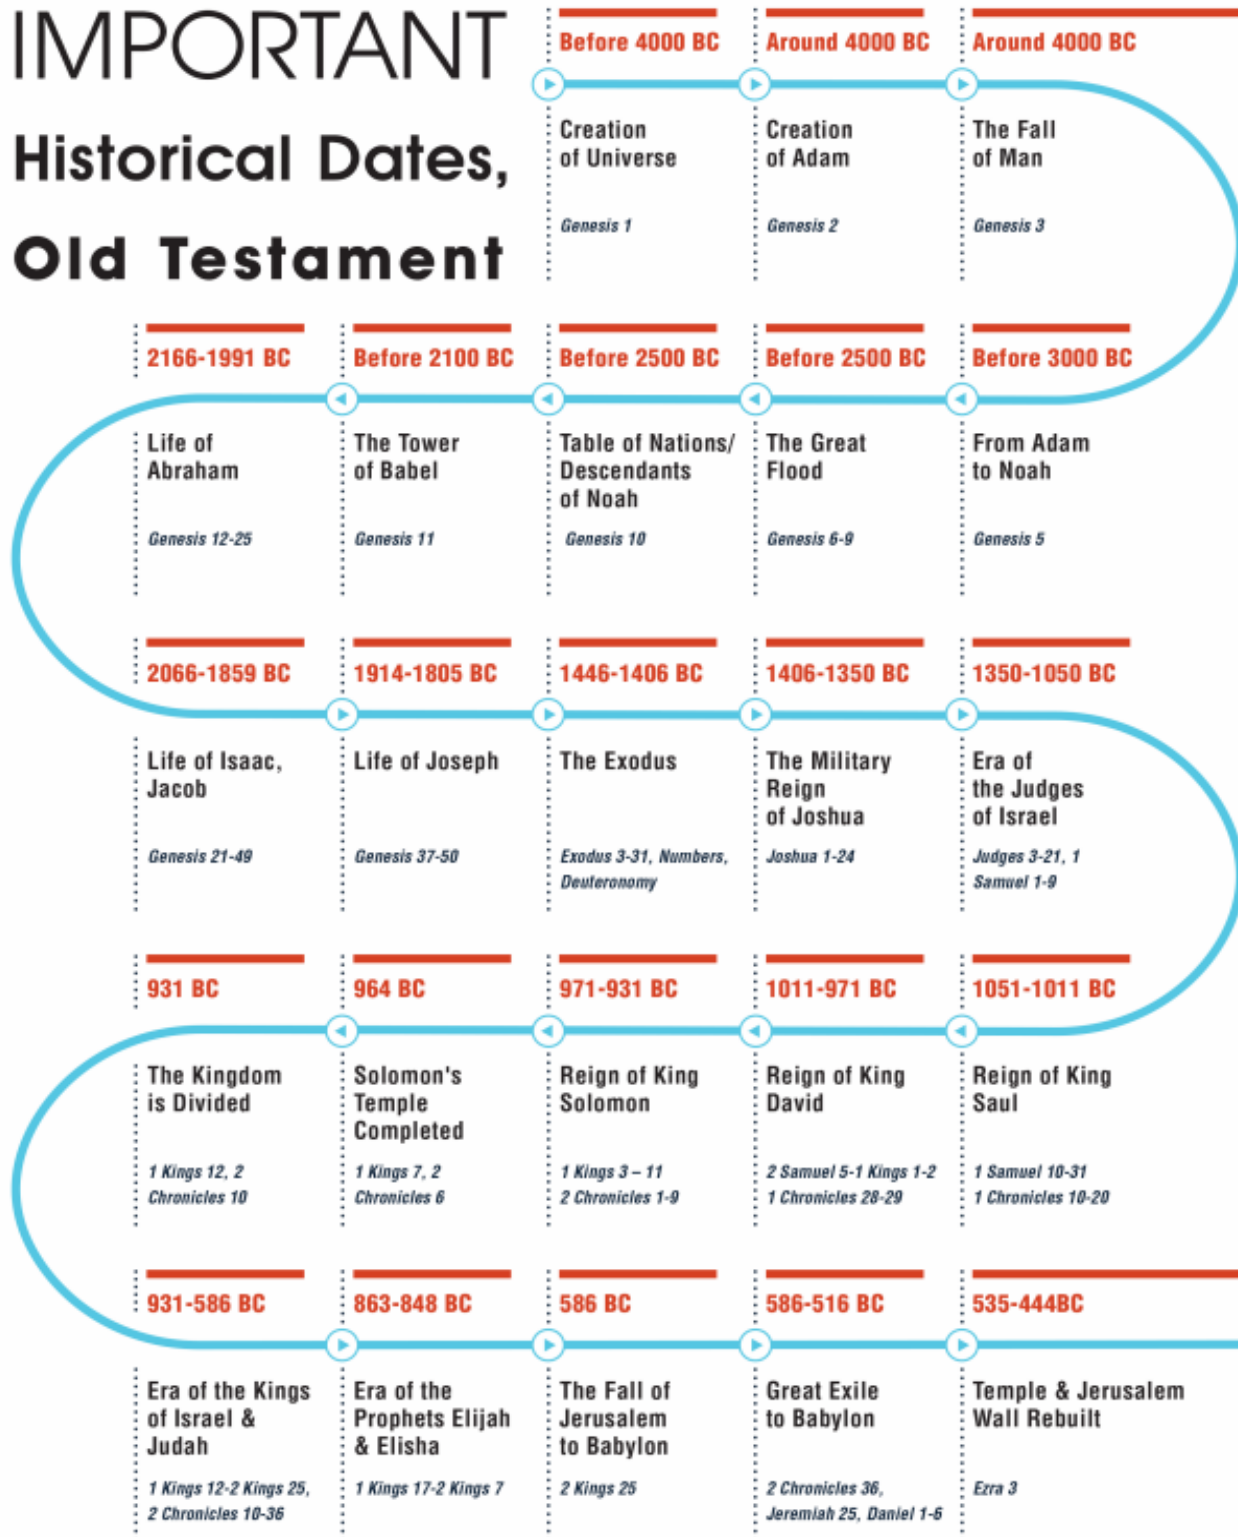 IMPORTANT
Historical Dates,
Old Testament
Before 4000 BC
Creation
of Universe
Genesis 1
Around 4000 BC
Creation
of Adam
Genesis 2
Around 4000 BC
The Fall
of Man
Genesis 3
Before 3000 BC
From Adam
to Noah
Genesis 5
Before 2500 BC
The Great
Flood
Genesis 6-9
Before 2500 BC
Table of Nations/
Descendants
of Noah
Genesis 10
Before 2100 BC
The Tower
of Babel
Genesis 11
2166-1991 BC
Life of
Abraham
Genesis 12-25
2066-1859 BC
Life of Isaac,
Jacob
Genesis 21-49
1914-1805 BC
Life of Joseph
Genesis 37-50
1446-1406 BC
The Exodus
Exodus 3-31, Numbers,
Deuteronomy
1406-1350 BC
The Military
Reign
of Joshua
Joshua 1-24
1350-1050 BC
Era of
the Judges
of Israel
Judges 3-21, 1
Samuel 1-9
1051-1011 BC
Reign of King
Saul
1 Samuel 10-31
1 Chronicles 10-20
1011-971 BC
Reign of King
David
2 Samuel 5-1 Kings 1-2
1 Chronicles 28-29
971-931 BC
Reign of King
Solomon
1 Kings 3 – 11
2 Chronicles 1-9
964 BC
Solomon's
Temple
Completed
1 Kings 7, 2
Chronicles 6
931 BC
The Kingdom
is Divided
1 Kings 12, 2
Chronicles 10
931-586 BC
Era of the Kings
of Israel &
Judah
1 Kings 12-2 Kings 25,
2 Chronicles 10-36
863-848 BC
Era of the
Prophets Elijah
& Elisha
1 Kings 17-2 Kings 7
586 BC
The Fall of
Jerusalem
to Babylon
2 Kings 25
586-516 BC
Great Exile
to Babylon
2 Chronicles 36,
Jeremiah 25, Daniel 1-6
535-444BC
Temple & Jerusalem
Wall Rebuilt
Ezra 3